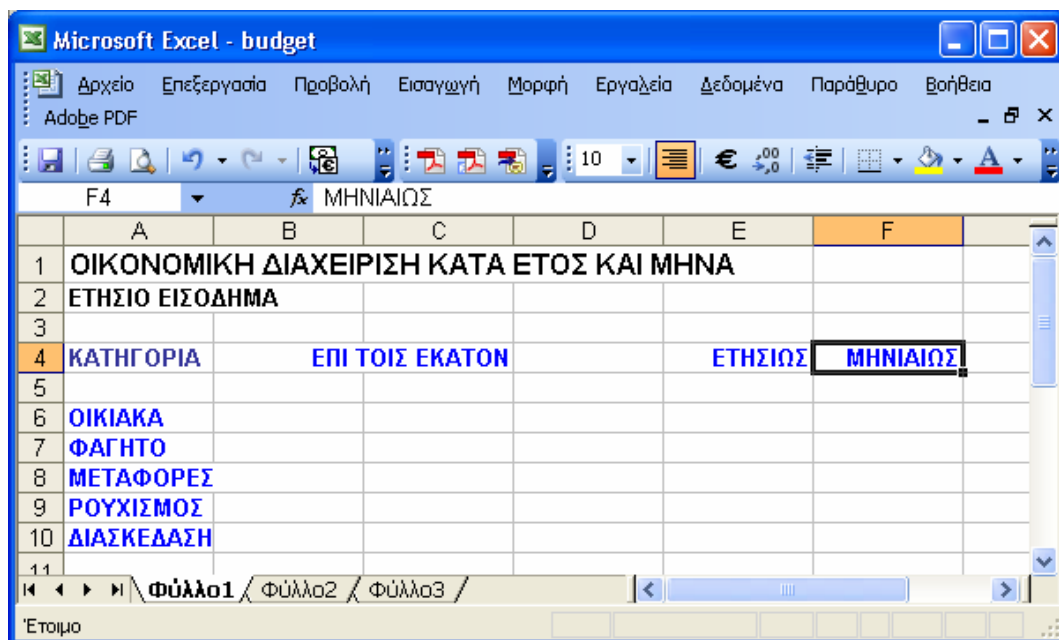 Microsoft Excel - budget
Αρχείο Επεξεργασία Προβολή Εισαγωγή Μορφή Εργαλεία Δεδομένα Παράθυρο Βοήθεια
Adobe PDF
10
F4 fx ΜΗΝΙΑΙΩΣ
A B C D E F
1 ΟΙΚΟΝΟΜΙΚΗ ΔΙΑΧΕΙΡΙΣΗ ΚΑΤΑ ΕΤΟΣ ΚΑΙ ΜΗΝΑ
2 ΕΤΗΣΙΟ ΕΙΣΟΔΗΜΑ
3
4 ΚΑΤΗΓΟΡΙΑ ΕΠΙ ΤΟΙΣ ΕΚΑΤΟΝ ΕΤΗΣΙΩΣ ΜΗΝΙΑΙΩΣ
5
6 ΟΙΚΙΑΚΑ
7 ΦΑΓΗΤΟ
8 ΜΕΤΑΦΟΡΕΣ
9 ΡΟΥΧΙΣΜΟΣ
10 ΔΙΑΣΚΕΔΑΣΗ
11
Φύλλο1 Φύλλο2 Φύλλο3
Έτοιμο